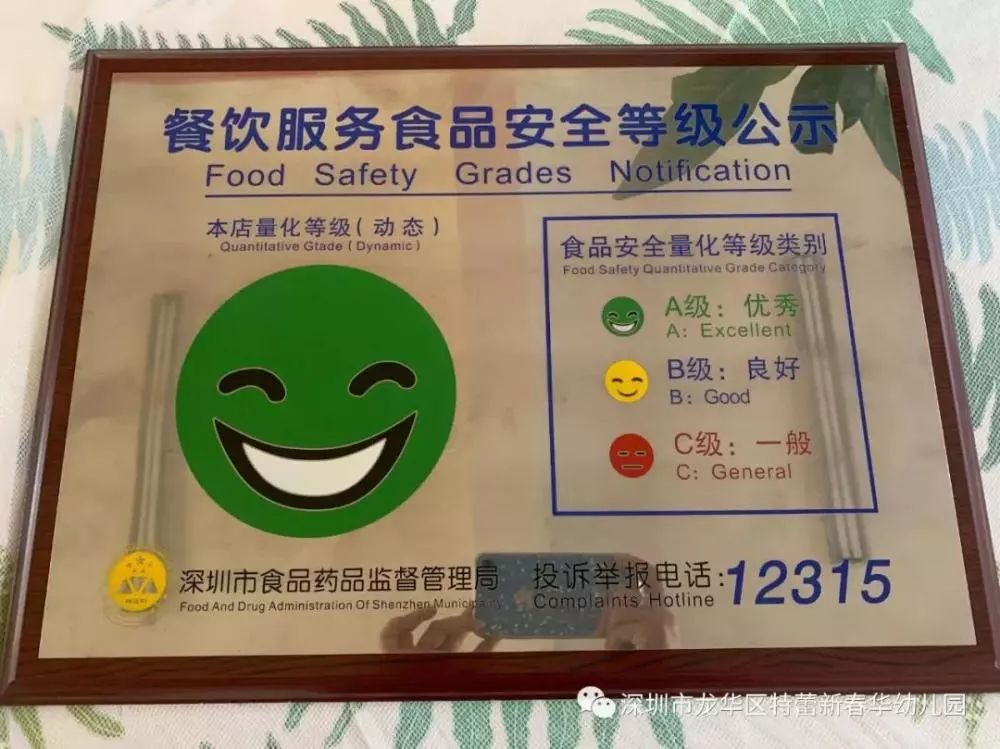 餐饮服务食品安全等级公示
Food Safety Grades Notification
本店量化等级(动态)
Quantitative Gtade (Dynamic)
食品安全量化等级类别
Food Safety Quantitative Grade Category
A级：优秀
A: Excellent
B级：良好
B: Good
C级：一般
C: General
深圳市食品药品监督管理局
Food And Drug Administration Of Shenzhen Municipality
投诉举报电话:12315
Complaints Hotline
深圳市龙华区特蕾新春华幼儿园